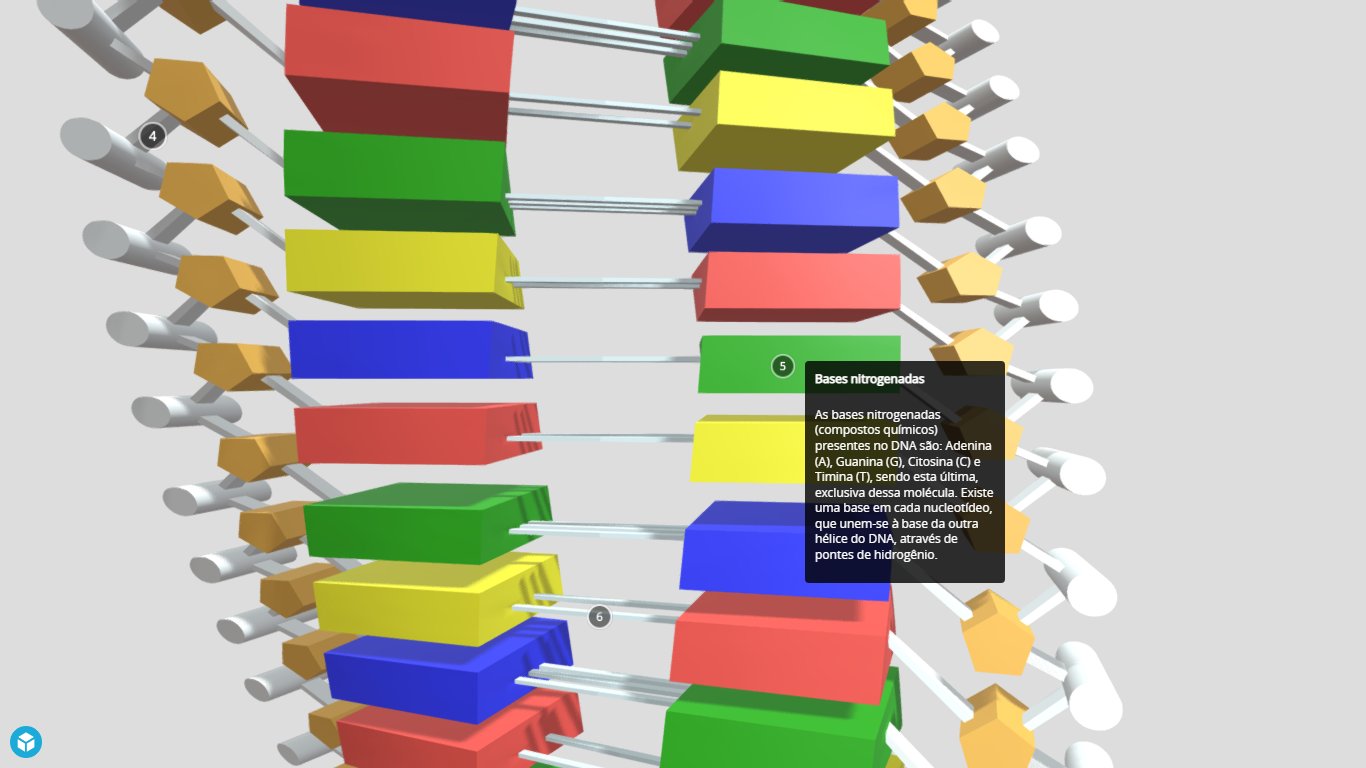 4
5
Bases nitrogenadas
As bases nitrogenadas
(compostos químicos)
presentes no DNA são: Adenina
(A), Guanina (G), Citosina (C) e
Timina (T), sendo esta última,
exclusiva dessa molécula. Existe
uma base em cada nucleotídeo,
que unem-se à base da outra
hélice do DNA, através de
pontes de hidrogênio.
6